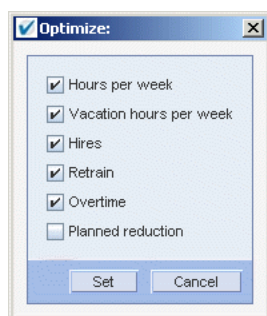 Optimize:
Hours per week
Vacation hours per week
Hires
Retrain
Overtime
Planned reduction
Set Cancel